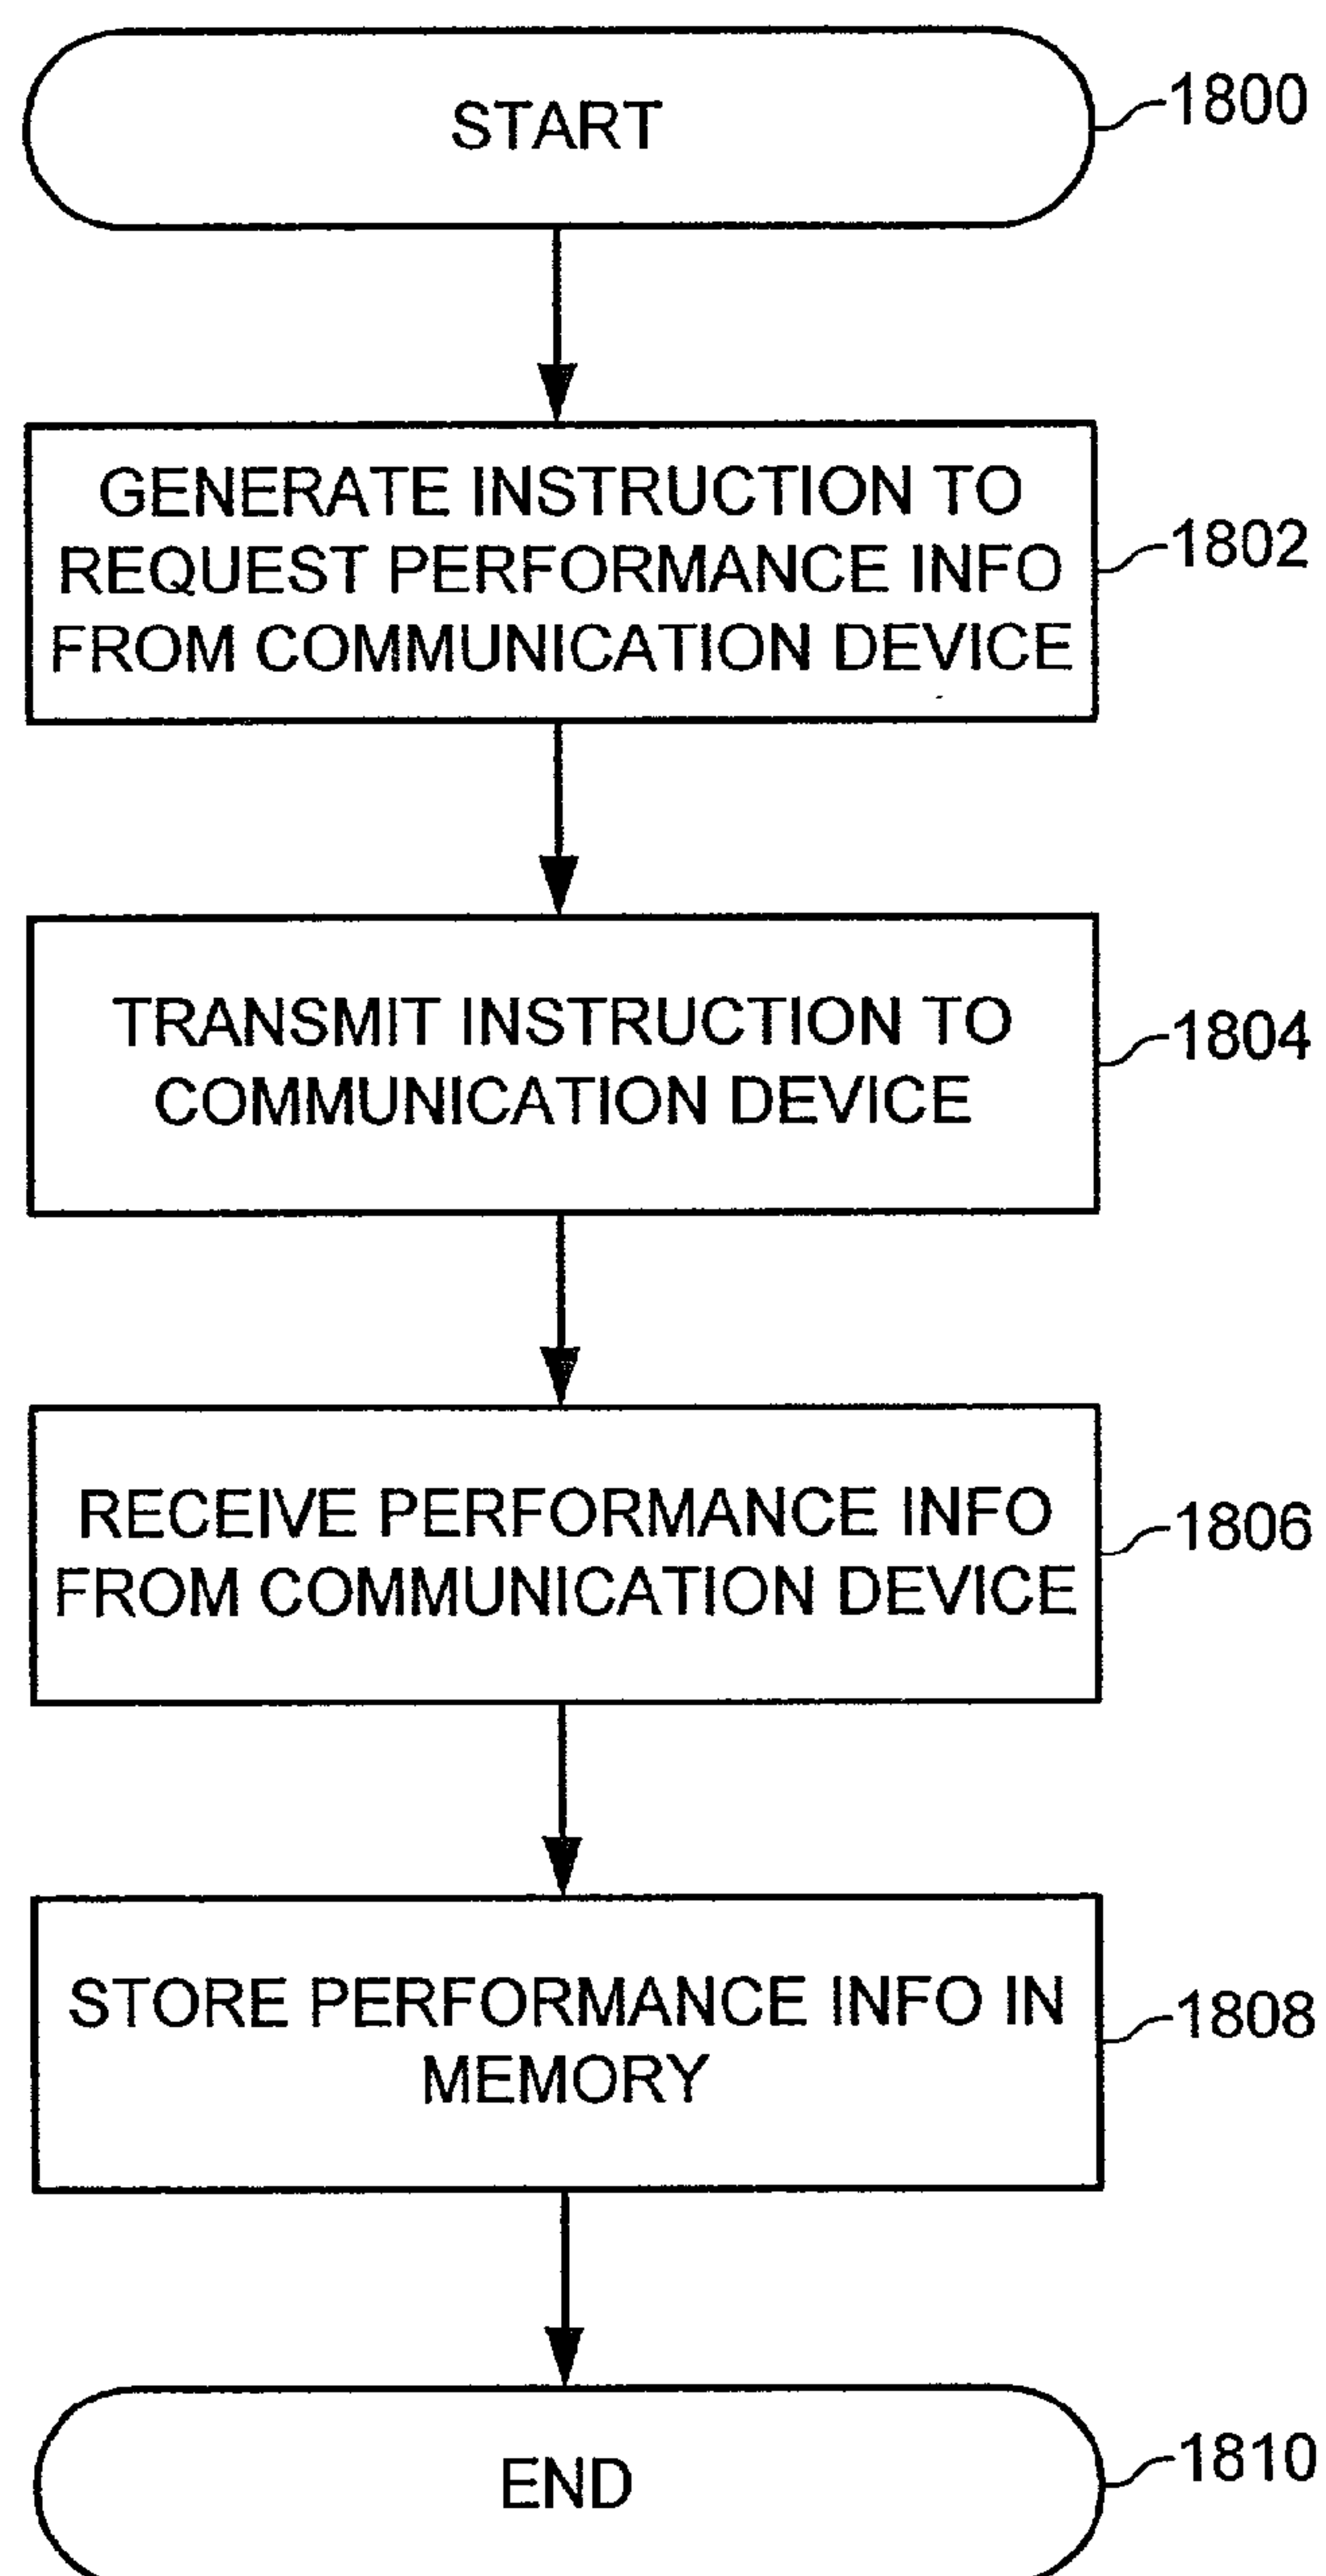 START
1800
GENERATE INSTRUCTION TO
REQUEST PERFORMANCE INFO
FROM COMMUNICATION DEVICE
1802
TRANSMIT INSTRUCTION TO
COMMUNICATION DEVICE
1804
RECEIVE PERFORMANCE INFO
FROM COMMUNICATION DEVICE
1806
STORE PERFORMANCE INFO IN
MEMORY
1808
END
1810